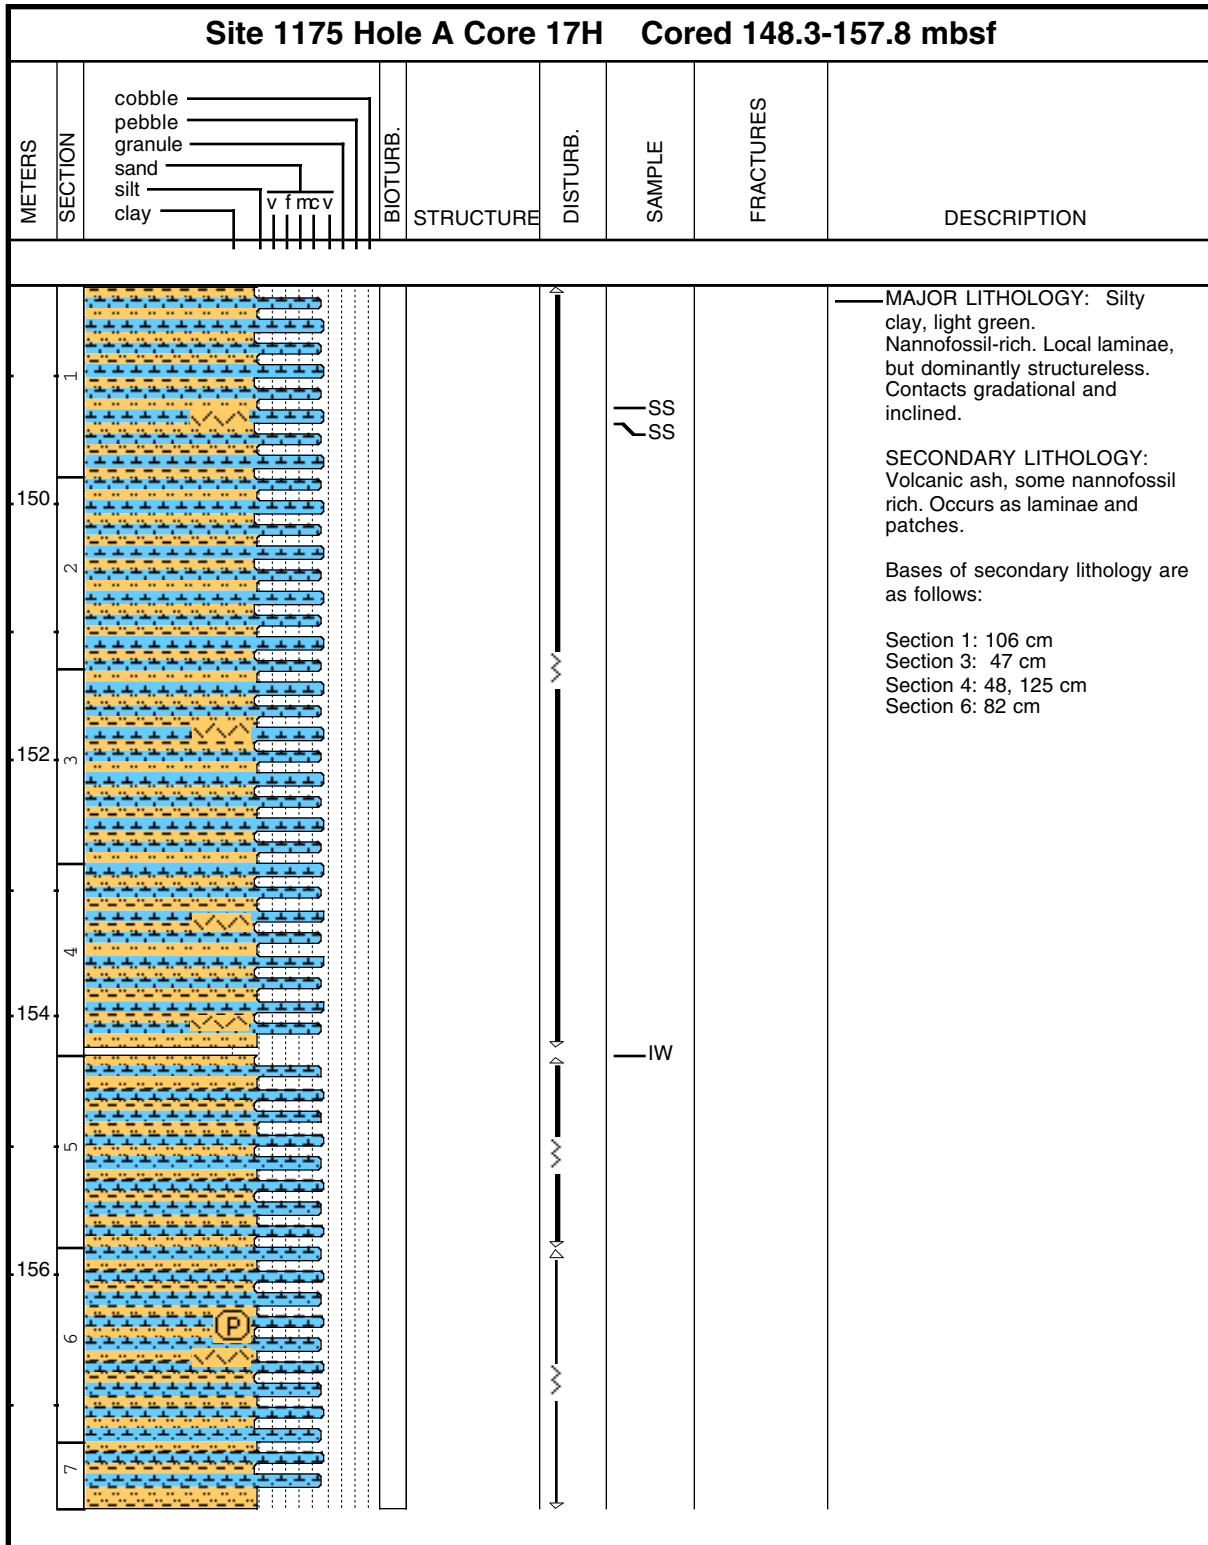 Site 1175 Hole A Core 17H    Cored 148.3-157.8 mbsf
METERS
SECTION
cobble
pebble
granule
sand
silt
clay
v f m c v
BIOTURB.
STRUCTURE
DISTURB.
SAMPLE
FRACTURES
DESCRIPTION
1
2
3
4
5
6
7
150
152
154
156
P
SS
SS
IW
MAJOR LITHOLOGY: Silty
clay, light green.
Nannofossil-rich. Local laminae,
but dominantly structureless.
Contacts gradational and
inclined.
SECONDARY LITHOLOGY:
Volcanic ash, some nannofossil
rich. Occurs as laminae and
patches.
Bases of secondary lithology are
as follows:
Section 1: 106 cm
Section 3: 47 cm
Section 4: 48, 125 cm
Section 6: 82 cm